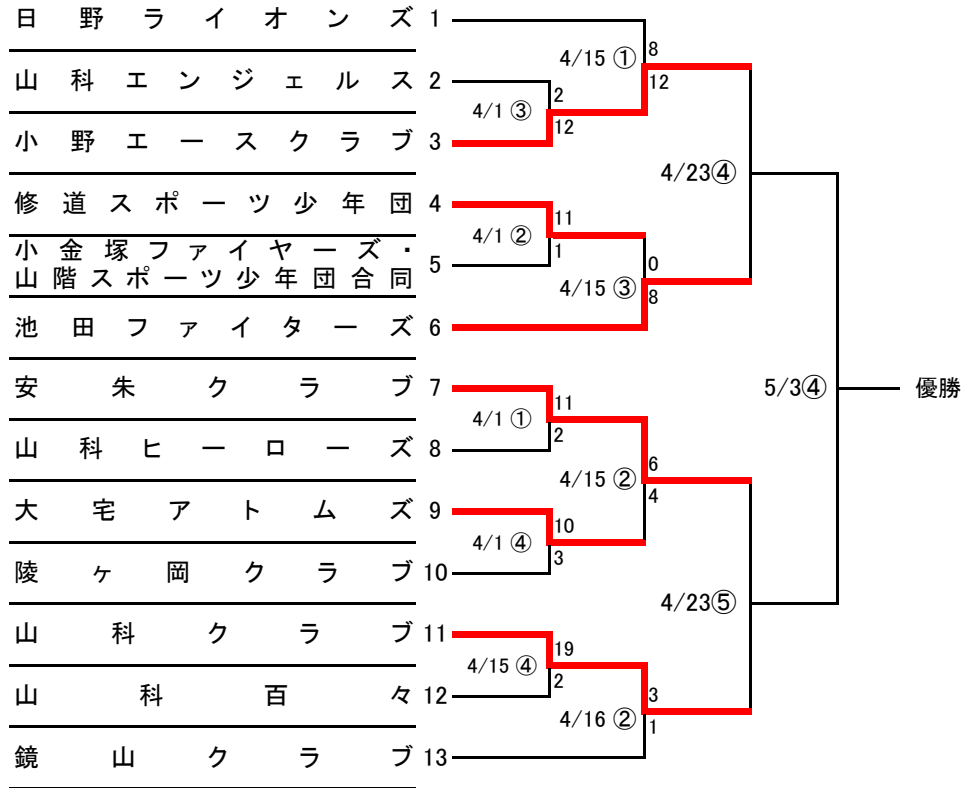 日野ライオンズ 1
8
4/15 ①
12
山科エンジェルス 2
2
4/1 ③
12
小野エースクラブ 3
4/23④
修道スポーツ少年団 4
11
4/1 ②
1
小金塚ファイヤーズ・
山階スポーツ少年団合同
5
0
4/15 ③
8
池田ファイターズ 6
5/3④
優勝
安朱クラブ 7
11
4/1 ①
2
山科ヒーローズ 8
6
4/15 ②
4
大宅アトムズ 9
10
4/1 ④
3
陵ヶ岡クラブ 10
4/23⑤
山科クラブ 11
19
4/15 ④
2
山科百々 12
3
4/16 ②
1
鏡山クラブ 13